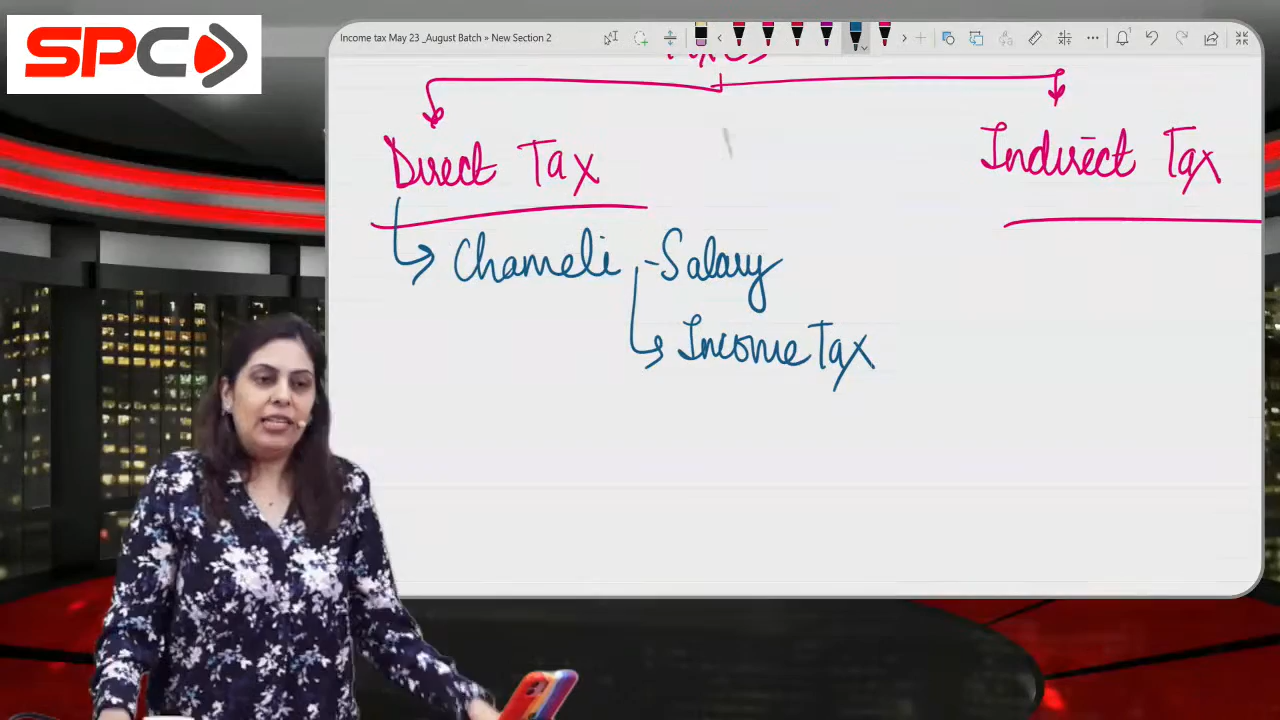 SPC
Income tax May 23 _August Batch » New Section 2
Direct Tax
Indirect Tax
Chameli - Salary
Income Tax